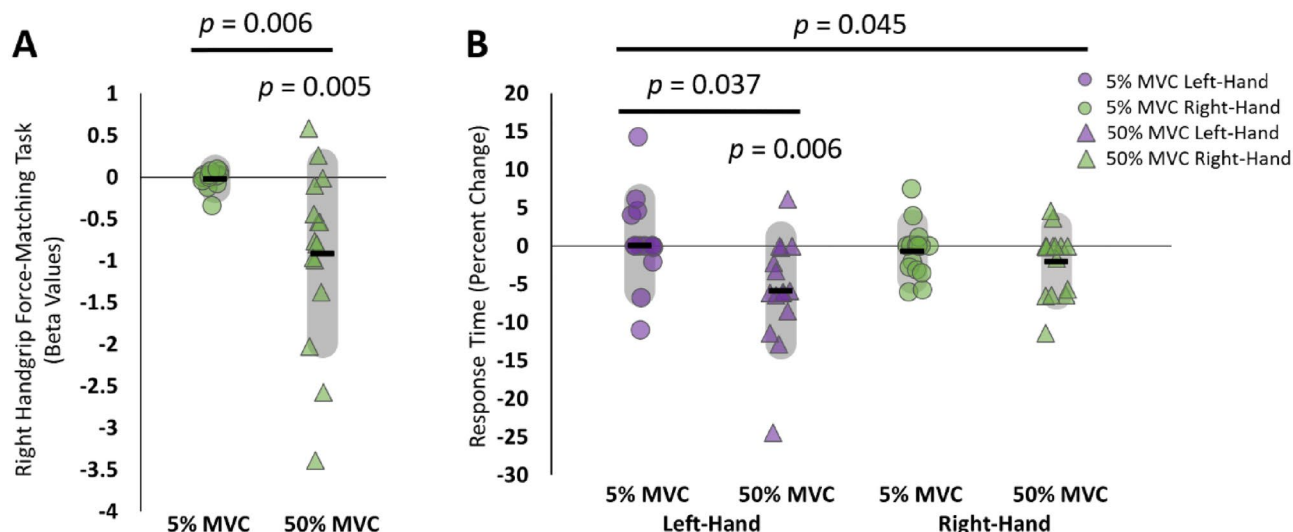 A
p = 0.006
p = 0.005
Right Handgrip Force-Matching Task
(Beta Values)
1
0.5
0
-0.5
-1
-1.5
-2
-2.5
-3
-3.5
-4
5% MVC 50% MVC
B
p = 0.045
p = 0.037
p = 0.006
5% MVC Left-Hand
5% MVC Right-Hand
50% MVC Left-Hand
50% MVC Right-Hand
Response Time (Percent Change)
20
15
10
5
0
-5
-10
-15
-20
-25
-30
5% MVC 50% MVC 5% MVC 50% MVC
Left-Hand Right-Hand